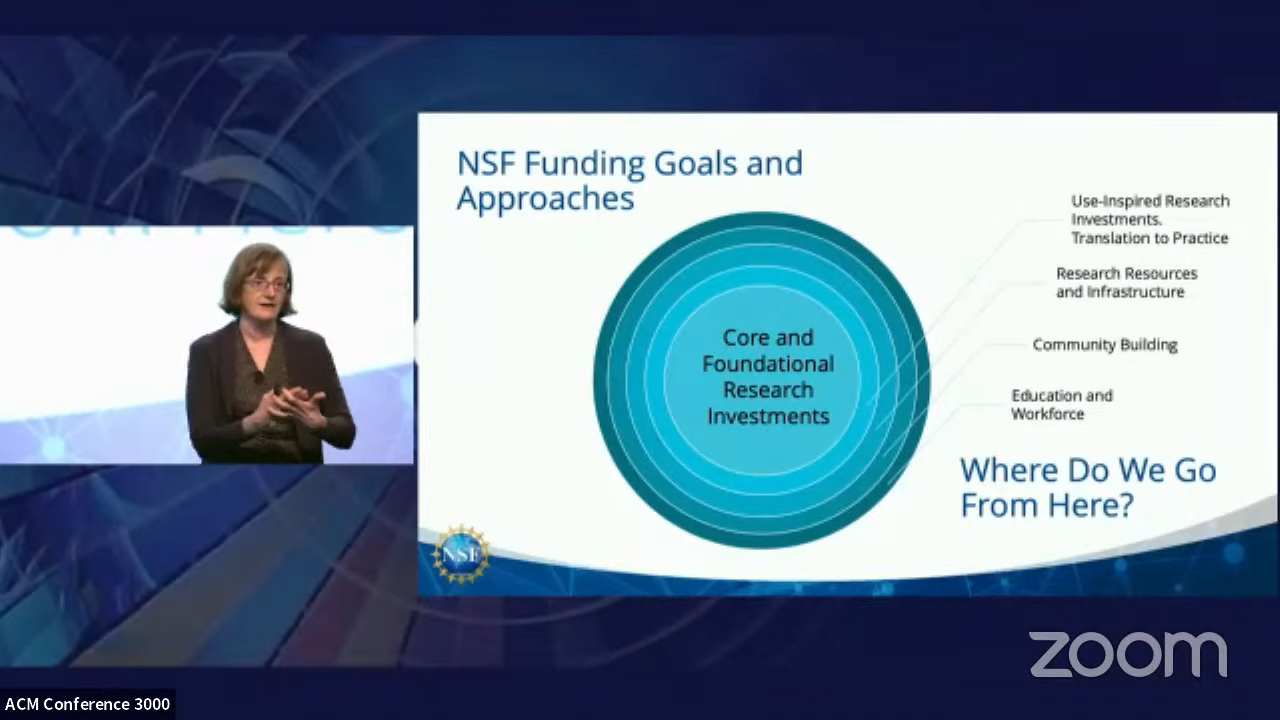 NSF Funding Goals and
Approaches
Use-Inspired Research
Investments.
Translation to Practice
Research Resources
and Infrastructure
Core and
Foundational
Research
Investments
Community Building
Education and
Workforce
Where Do We Go
From Here?
NSF
zoom
ACM Conference 3000